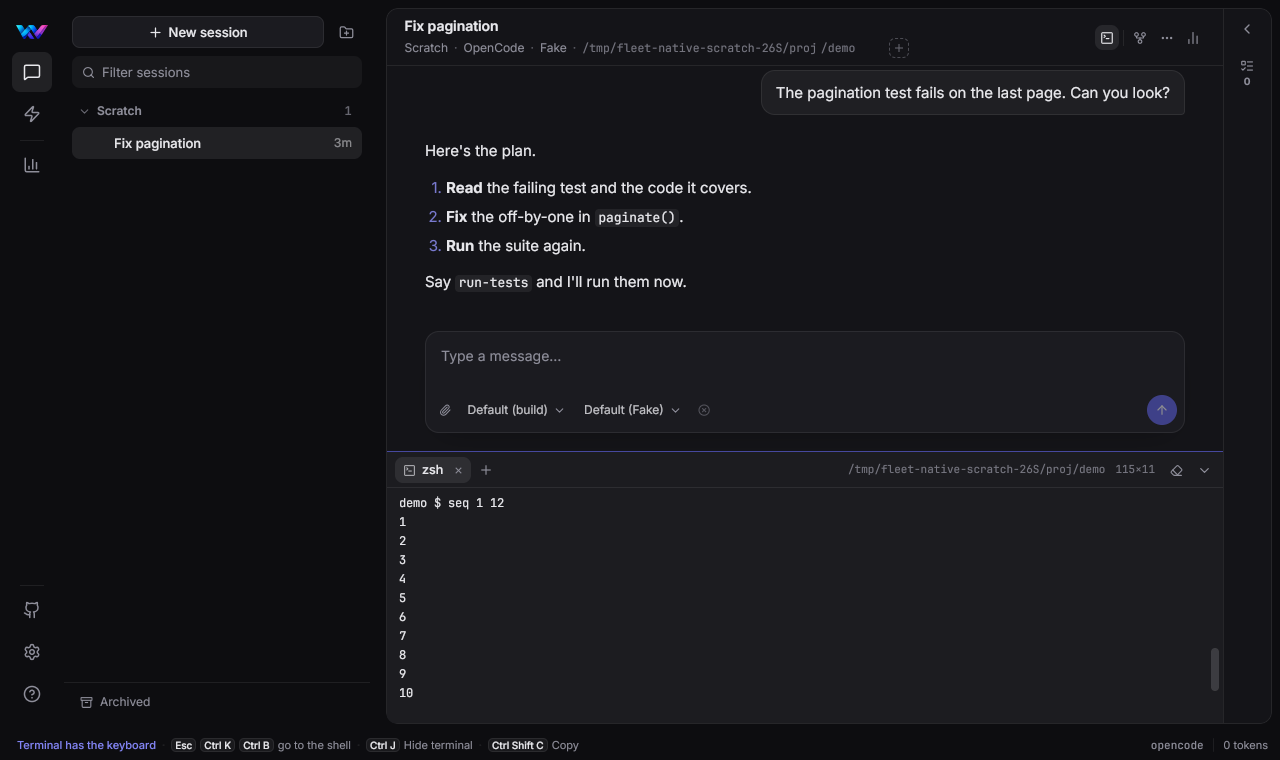 New session
Filter sessions
Scratch 1
Fix pagination 3m
Archived
Fix pagination
Scratch · OpenCode · Fake · /tmp/fleet-native-scratch-26S/proj /demo
0
The pagination test fails on the last page. Can you look?
Here's the plan.
1. Read the failing test and the code it covers.
2. Fix the off-by-one in paginate().
3. Run the suite again.
Say run-tests and I'll run them now.
Type a message...
Default (build) Default (Fake)
zsh /tmp/fleet-native-scratch-26S/proj/demo 115×11
demo $ seq 1 12
1
2
3
4
5
6
7
8
9
10
Terminal has the keyboard · Esc Ctrl K Ctrl B go to the shell · Ctrl J Hide terminal · Ctrl Shift C Copy opencode 0 tokens